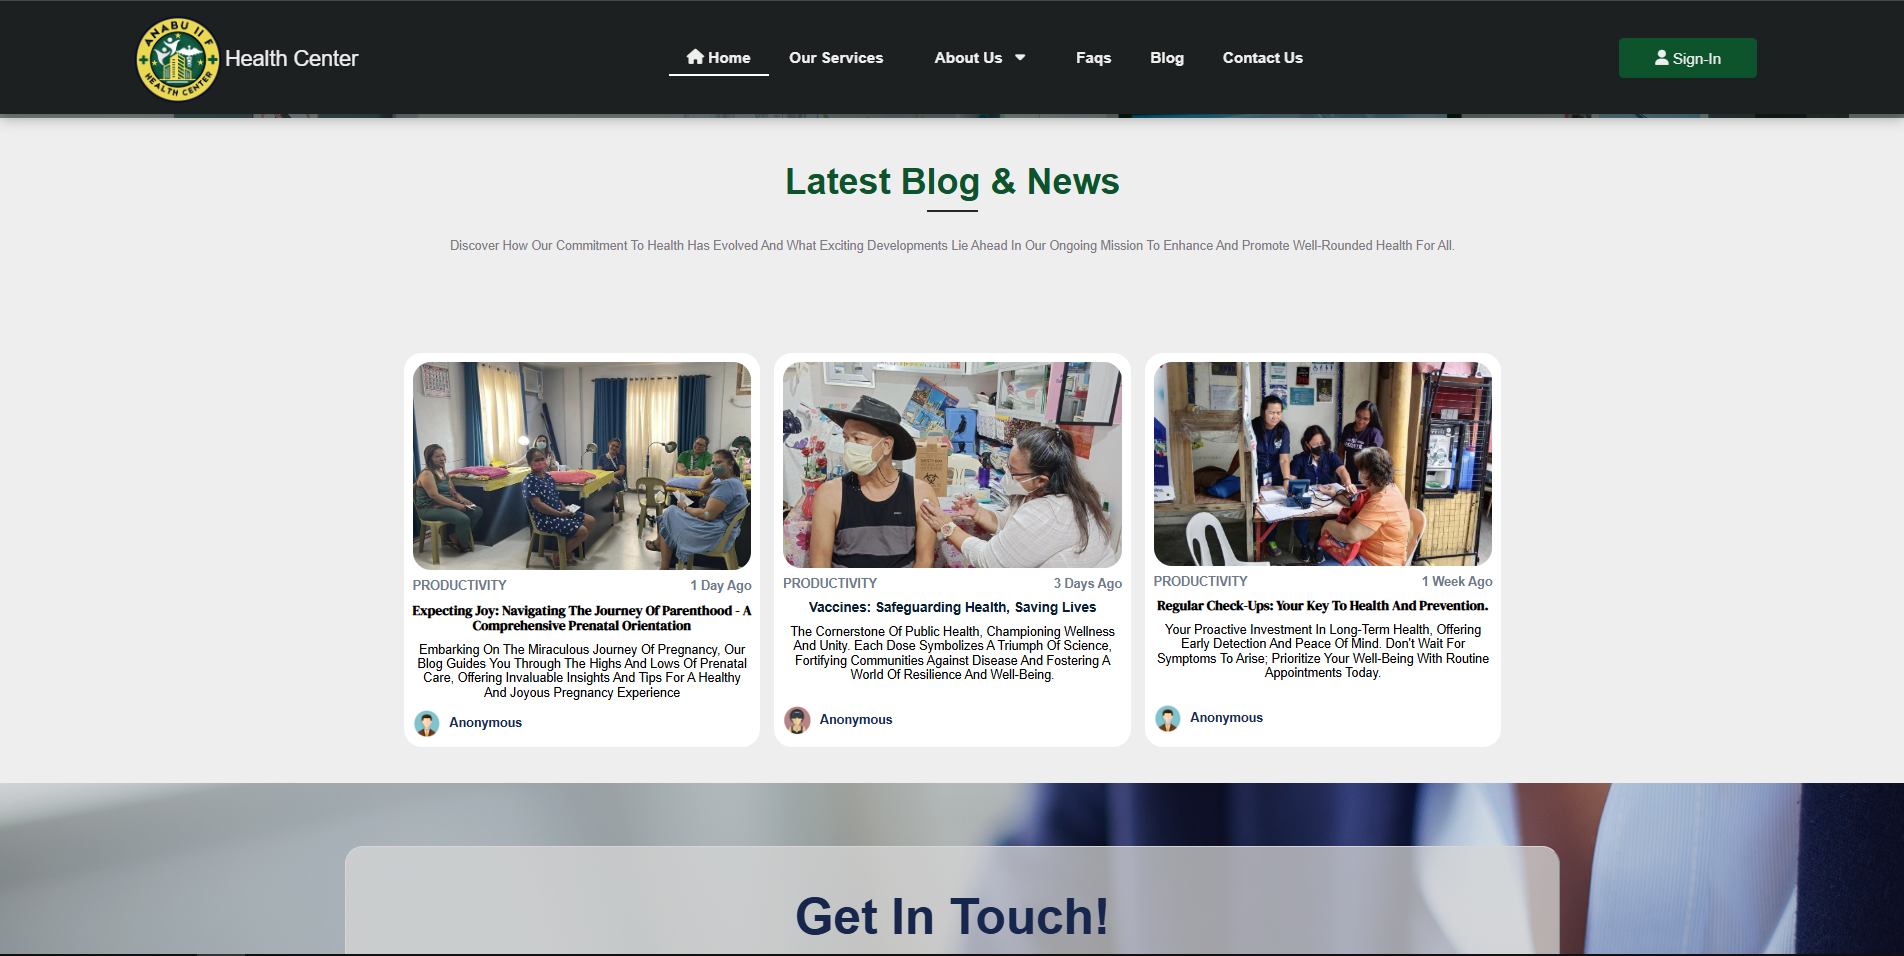 ANABU II F
HEALTH CENTER
Health Center
Home
Our Services
About Us
Faqs
Blog
Contact Us
Sign-In
Latest Blog & News
Discover How Our Commitment To Health Has Evolved And What Exciting Developments Lie Ahead In Our Ongoing Mission To Enhance And Promote Well-Rounded Health For All.
PRODUCTIVITY
1 Day Ago
Expecting Joy: Navigating The Journey Of Parenthood - A
Comprehensive Prenatal Orientation
Embarking On The Miraculous Journey Of Pregnancy, Our
Blog Guides You Through The Highs And Lows Of Prenatal
Care, Offering Invaluable Insights And Tips For A Healthy
And Joyous Pregnancy Experience
Anonymous
PRODUCTIVITY
3 Days Ago
Vaccines: Safeguarding Health, Saving Lives
The Cornerstone Of Public Health, Championing Wellness
And Unity. Each Dose Symbolizes A Triumph Of Science,
Fortifying Communities Against Disease And Fostering A
World Of Resilience And Well-Being.
Anonymous
PRODUCTIVITY
1 Week Ago
Regular Check-Ups: Your Key To Health And Prevention.
Your Proactive Investment In Long-Term Health, Offering
Early Detection And Peace Of Mind. Don't Wait For
Symptoms To Arise; Prioritize Your Well-Being With Routine
Appointments Today.
Anonymous
Get In Touch!